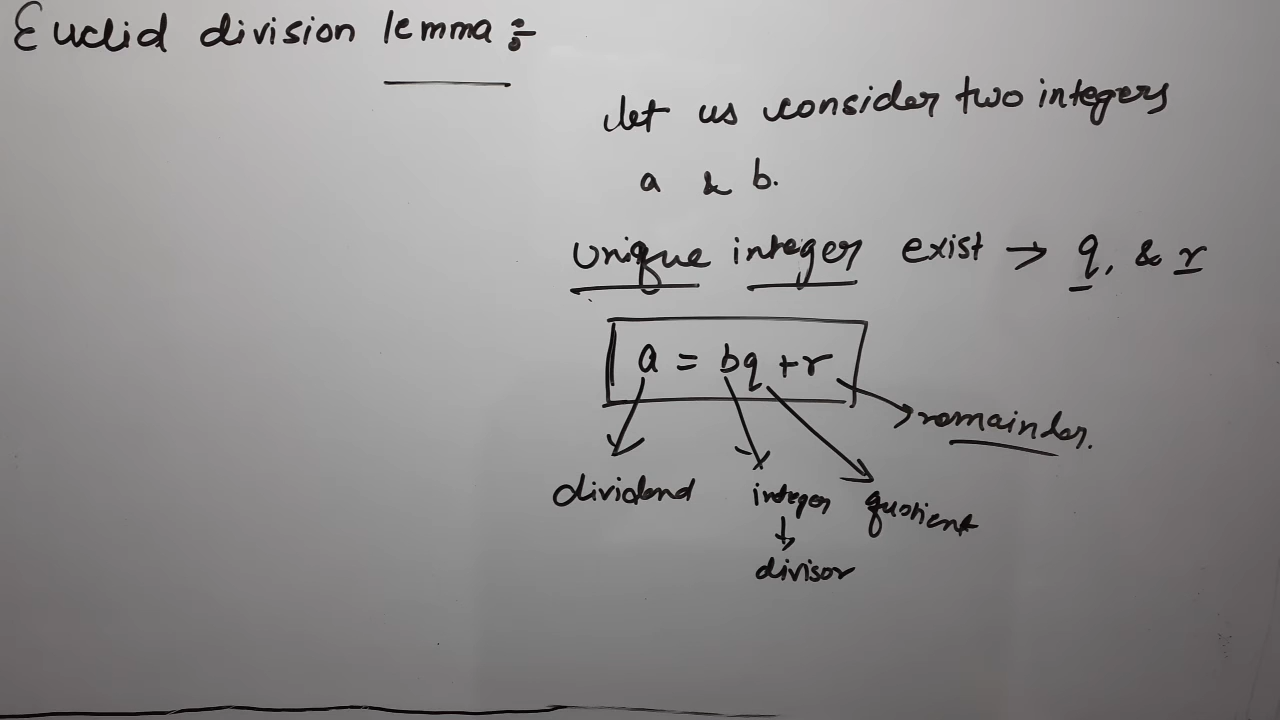 Euclid division lemma :-
let us consider two integers
a & b.
unique integer exist → q, & r
a = bq + r
remainder.
dividend integer quotient
divisor